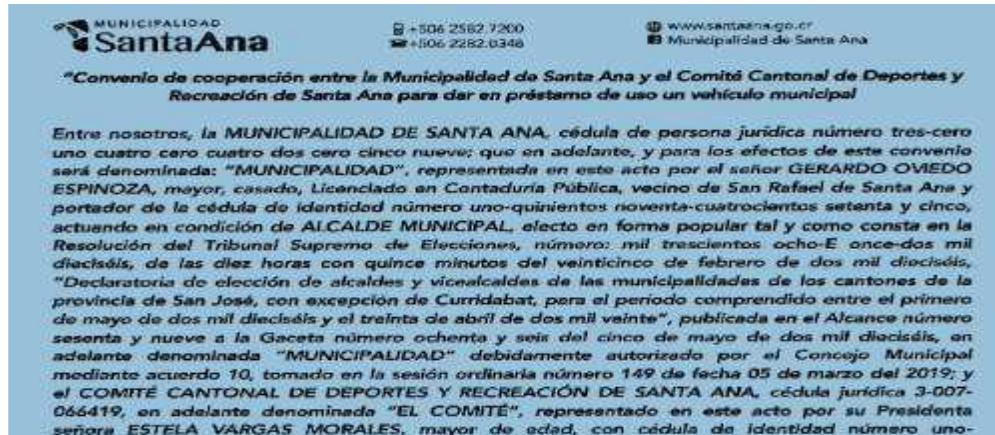 MUNICIPALIDAD
SantaAna
+506 2582.7200
+506 2282.0348
www.santaana.go.cr
Municipalidad de Santa Ana
"Convenio de cooperación entre la Municipalidad de Santa Ana y el Comité Cantonal de Deportes y
Recreación de Santa Ana para dar en préstamo de uso un vehículo municipal
Entre nosotros, la MUNICIPALIDAD DE SANTA ANA, cédula de persona jurídica número tres-cero
uno cuatro cero cuatro dos cero cinco nueve; que en adelante, y para los efectos de este convenio
será denominada: "MUNICIPALIDAD", representada en este acto por el señor GERARDO OVIEDO
ESPINOZA, mayor, casado, Licenciado en Contaduría Pública, vecino de San Rafael de Santa Ana y
portador de la cédula de identidad número uno-quinientos noventa-cuatrocientos setenta y cinco,
actuando en condición de ALCALDE MUNICIPAL, electo en forma popular tal y como consta en la
Resolución del Tribunal Supremo de Elecciones, número: mil trescientos ocho-E once-dos mil
dieciséis, de las diez horas con quince minutos del veinticinco de febrero de dos mil dieciséis,
"Declaratoria de elección de alcaldes y vicealcaldes de las municipalidades de los cantones de la
provincia de San José, con excepción de Curridabat, para el período comprendido entre el primero
de mayo de dos mil dieciséis y el treinta de abril de dos mil veinte", publicada en el Alcance número
sesenta y nueve a la Gaceta número ochenta y seis del cinco de mayo de dos mil dieciséis, en
adelante denominada "MUNICIPALIDAD" debidamente autorizado por el Concejo Municipal
mediante acuerdo 10, tomado en la sesión ordinaria número 149 de fecha 05 de marzo del 2019; y
el COMITÉ CANTONAL DE DEPORTES Y RECREACIÓN DE SANTA ANA, cédula jurídica 3-007-
066419, en adelante denominada "EL COMITÉ", representado en este acto por su Presidenta
señora ESTELA VARGAS MORALES, mayor de edad, con cédula de identidad número uno-